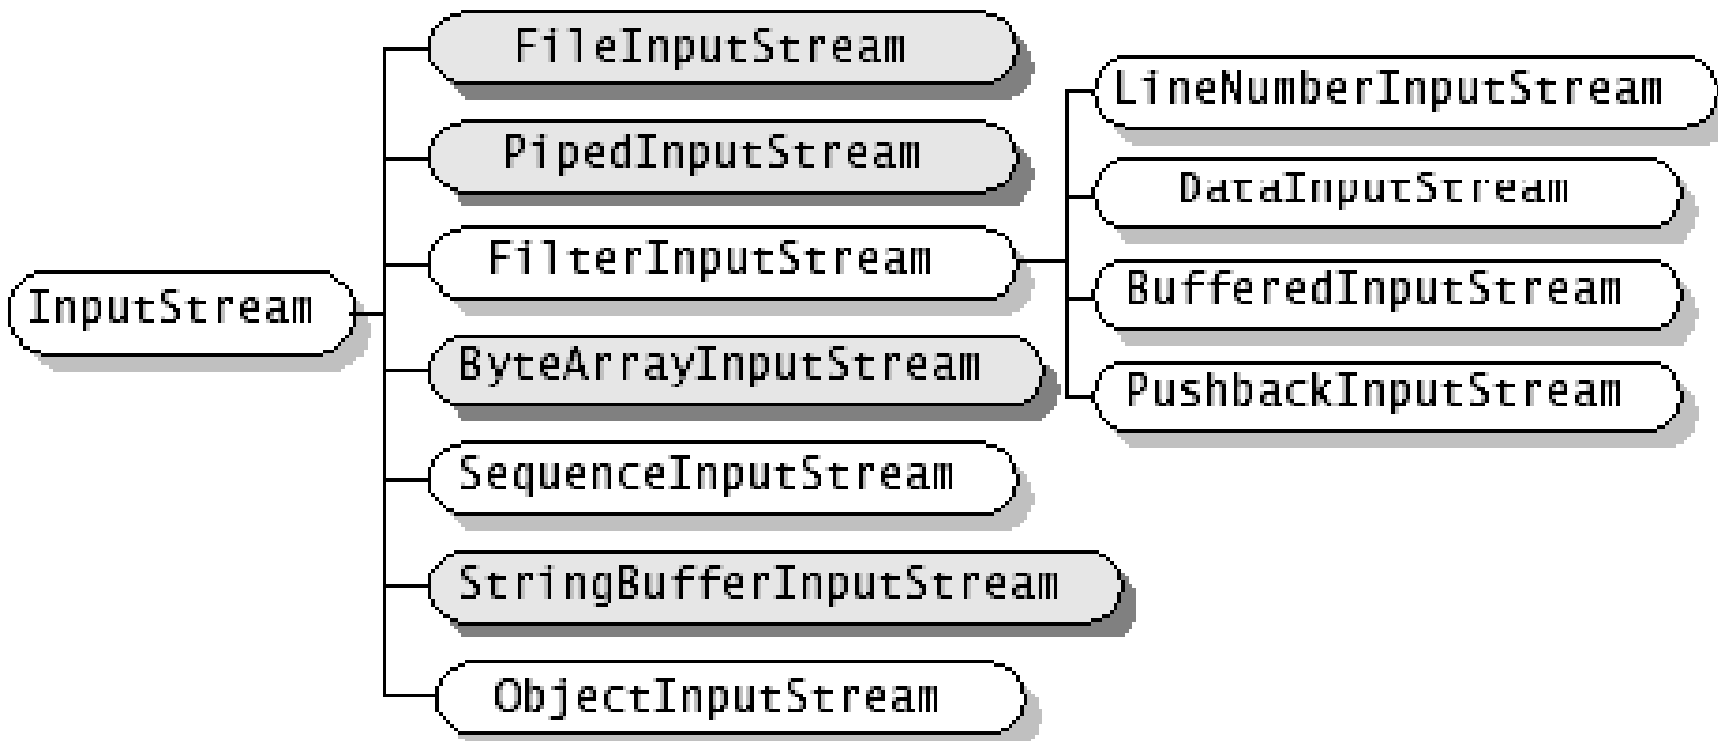 InputStream
FileInputStream
PipedInputStream
FilterInputStream
ByteArrayInputStream
SequenceInputStream
StringBufferInputStream
ObjectInputStream
LineNumberInputStream
DataInputStream
BufferedInputStream
PushbackInputStream